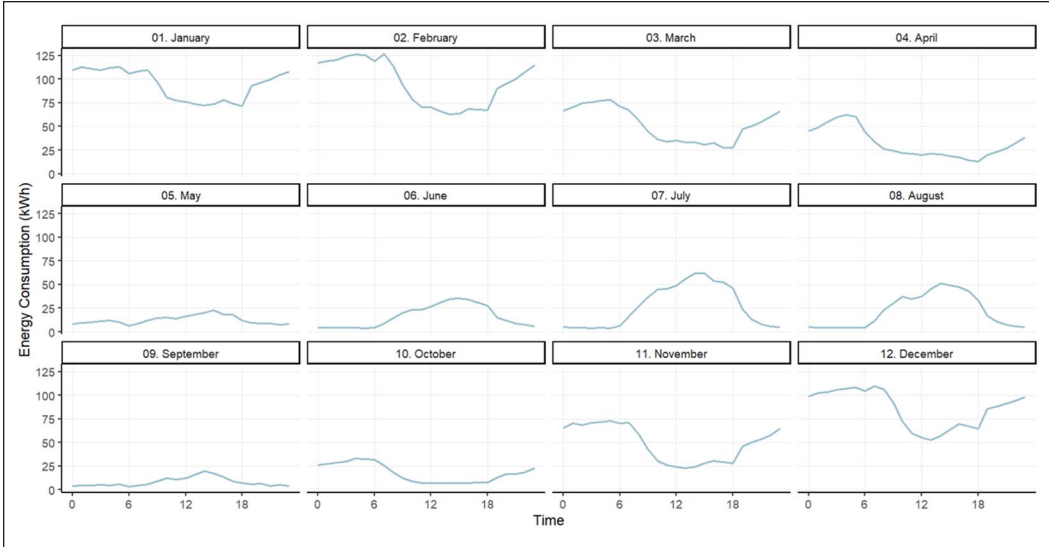 01. January
02. February
03. March
04. April
125
100
75
50
25
0
05. May
06. June
07. July
08. August
125
100
75
50
25
0
Energy Consumption (kWh)
09. September
10. October
11. November
12. December
125
100
75
50
25
0
0 6 12 18
0 6 12 18
0 6 12 18
0 6 12 18
Time